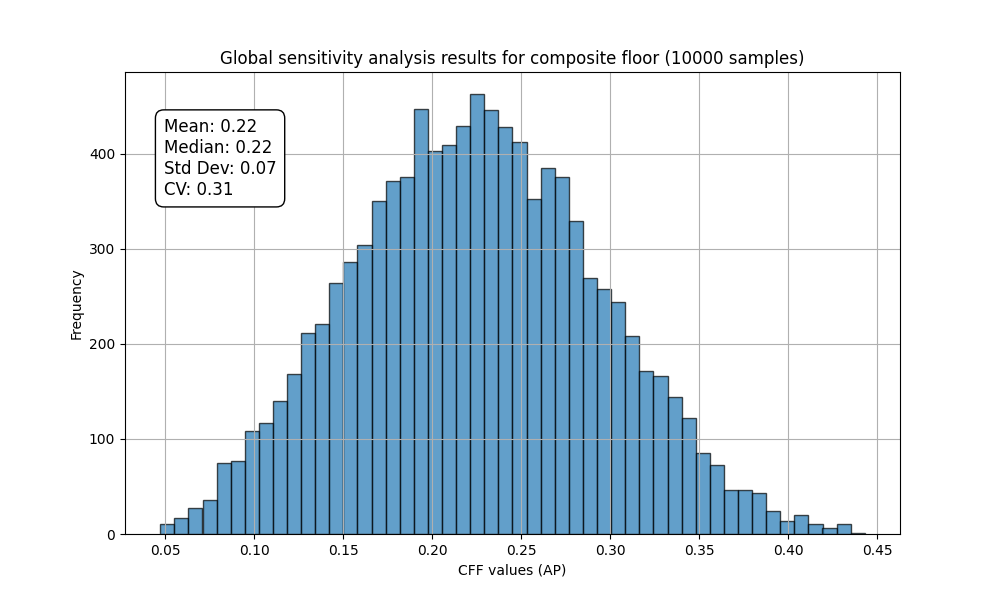 Global sensitivity analysis results for composite floor (10000 samples)
Mean: 0.22
Median: 0.22
Std Dev: 0.07
CV: 0.31
Frequency
400
300
200
100
0
0.05 0.10 0.15 0.20 0.25 0.30 0.35 0.40 0.45
CFF values (AP)